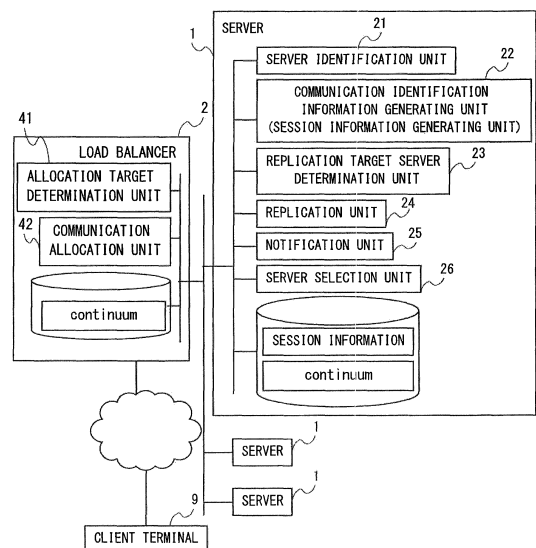 21
1
SERVER
22
SERVER IDENTIFICATION UNIT
COMMUNICATION IDENTIFICATION
INFORMATION GENERATING UNIT
(SESSION INFORMATION GENERATING UNIT)
41
2
LOAD BALANCER
ALLOCATION TARGET
DETERMINATION UNIT
42
COMMUNICATION
ALLOCATION UNIT
continuum
23
REPLICATION TARGET SERVER
DETERMINATION UNIT
24
REPLICATION UNIT
25
NOTIFICATION UNIT
26
SERVER SELECTION UNIT
SESSION INFORMATION
continuum
1
SERVER
1
SERVER
9
CLIENT TERMINAL